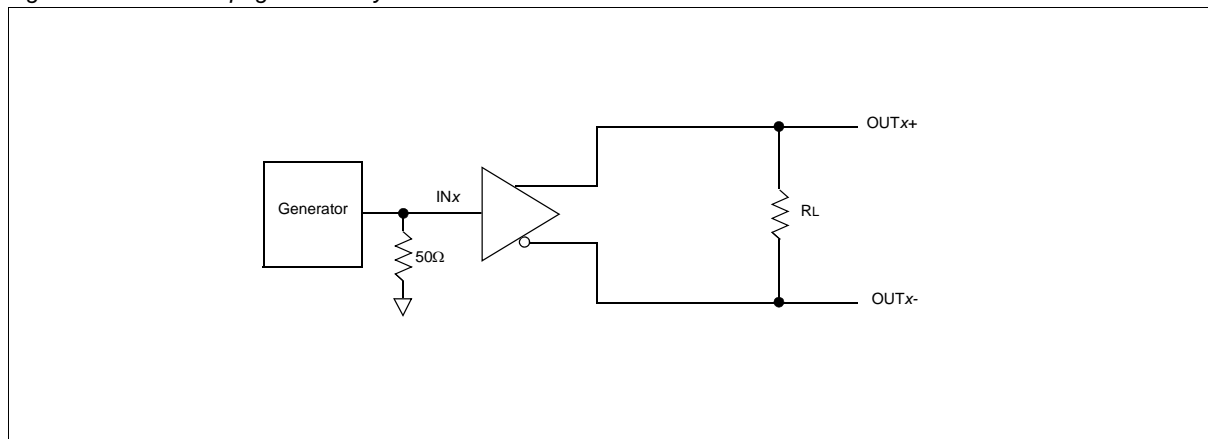 OUTx+
INx
Generator
RL
50Ω
OUTx-